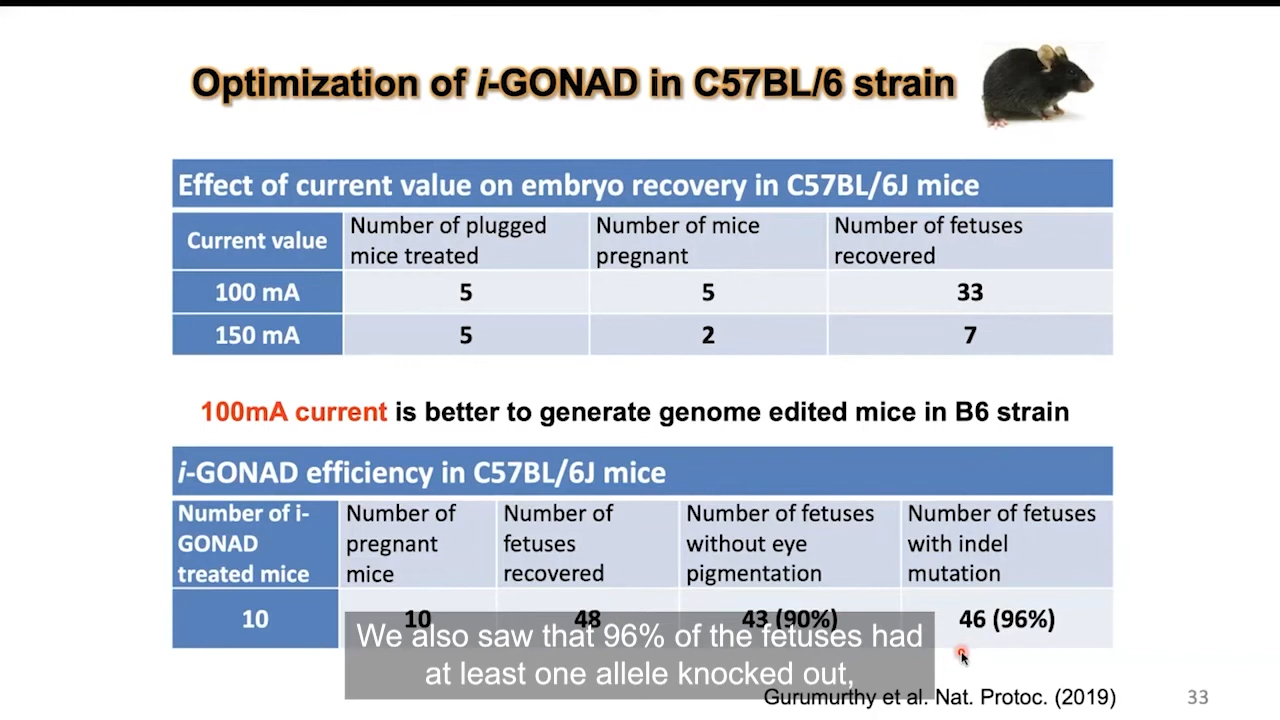 Optimization of i-GONAD in C57BL/6 strain
Effect of current value on embryo recovery in C57BL/6J mice
Current value
Number of plugged
mice treated
Number of mice
pregnant
Number of fetuses
recovered
100 mA
5
5
33
150 mA
5
2
7
100mA current is better to generate genome edited mice in B6 strain
i-GONAD efficiency in C57BL/6J mice
Number of i-
GONAD
treated mice
Number of
pregnant
mice
Number of
fetuses
recovered
Number of fetuses
without eye
pigmentation
Number of fetuses
with indel
mutation
10
10
48
43 (90%)
46 (96%)
We also saw that 96% of the fetuses had
at least one allele knocked out,
Gurumurthy et al. Nat. Protoc. (2019)
33